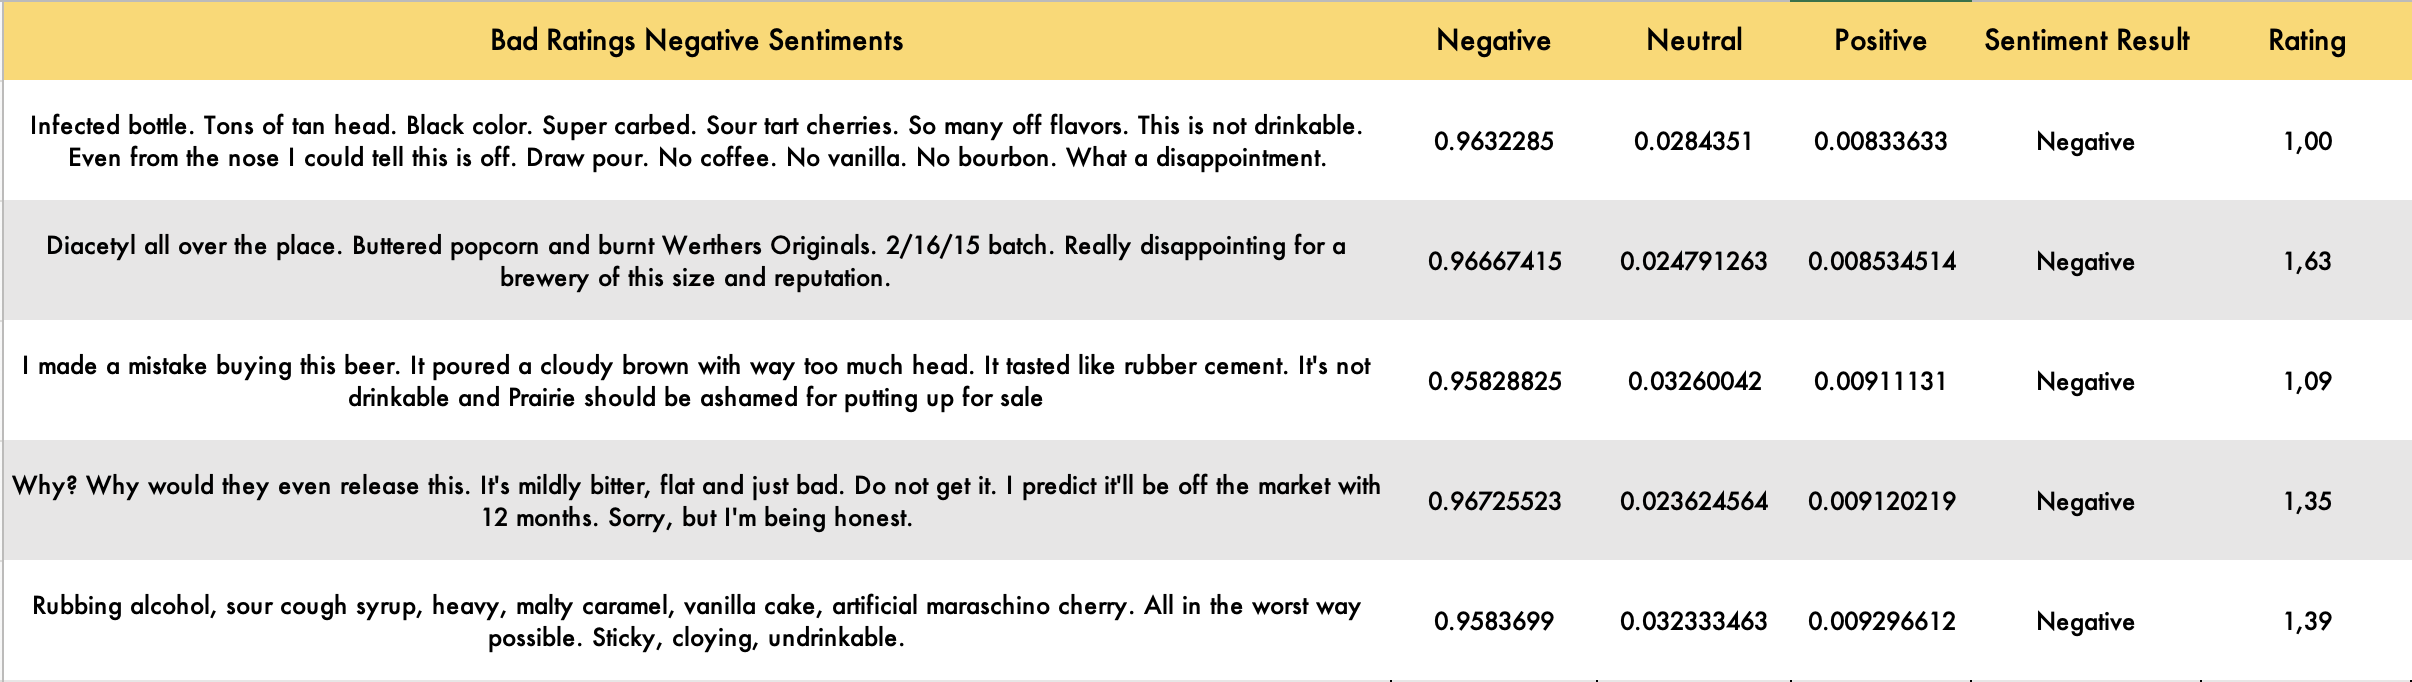 Bad Ratings Negative Sentiments Negative Neutral Positive Sentiment Result Rating
Infected bottle. Tons of tan head. Black color. Super carbed. Sour tart cherries. So many off flavors. This is not drinkable.
Even from the nose I could tell this is off. Draw pour. No coffee. No vanilla. No bourbon. What a disappointment.
0.9632285 0.0284351 0.00833633 Negative 1,00
Diacetyl all over the place. Buttered popcorn and burnt Werthers Originals. 2/16/15 batch. Really disappointing for a
brewery of this size and reputation.
0.96667415 0.024791263 0.008534514 Negative 1,63
I made a mistake buying this beer. It poured a cloudy brown with way too much head. It tasted like rubber cement. It's not
drinkable and Prairie should be ashamed for putting up for sale
0.95828825 0.03260042 0.00911131 Negative 1,09
Why? Why would they even release this. It's mildly bitter, flat and just bad. Do not get it. I predict it'll be off the market with
12 months. Sorry, but I'm being honest.
0.96725523 0.023624564 0.009120219 Negative 1,35
Rubbing alcohol, sour cough syrup, heavy, malty caramel, vanilla cake, artificial maraschino cherry. All in the worst way
possible. Sticky, cloying, undrinkable.
0.9583699 0.032333463 0.009296612 Negative 1,39